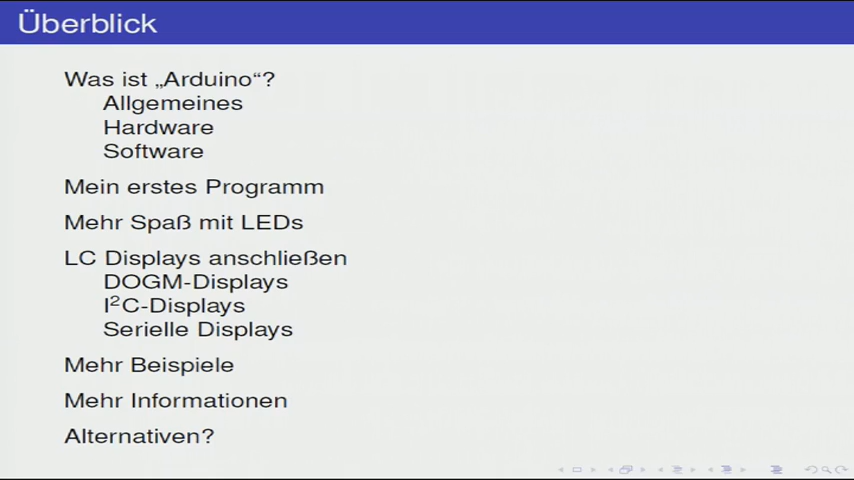 Überblick
Was ist „Arduino“?
Allgemeines
Hardware
Software
Mein erstes Programm
Mehr Spaß mit LEDs
LC Displays anschließen
DOGM-Displays
I²C-Displays
Serielle Displays
Mehr Beispiele
Mehr Informationen
Alternativen?